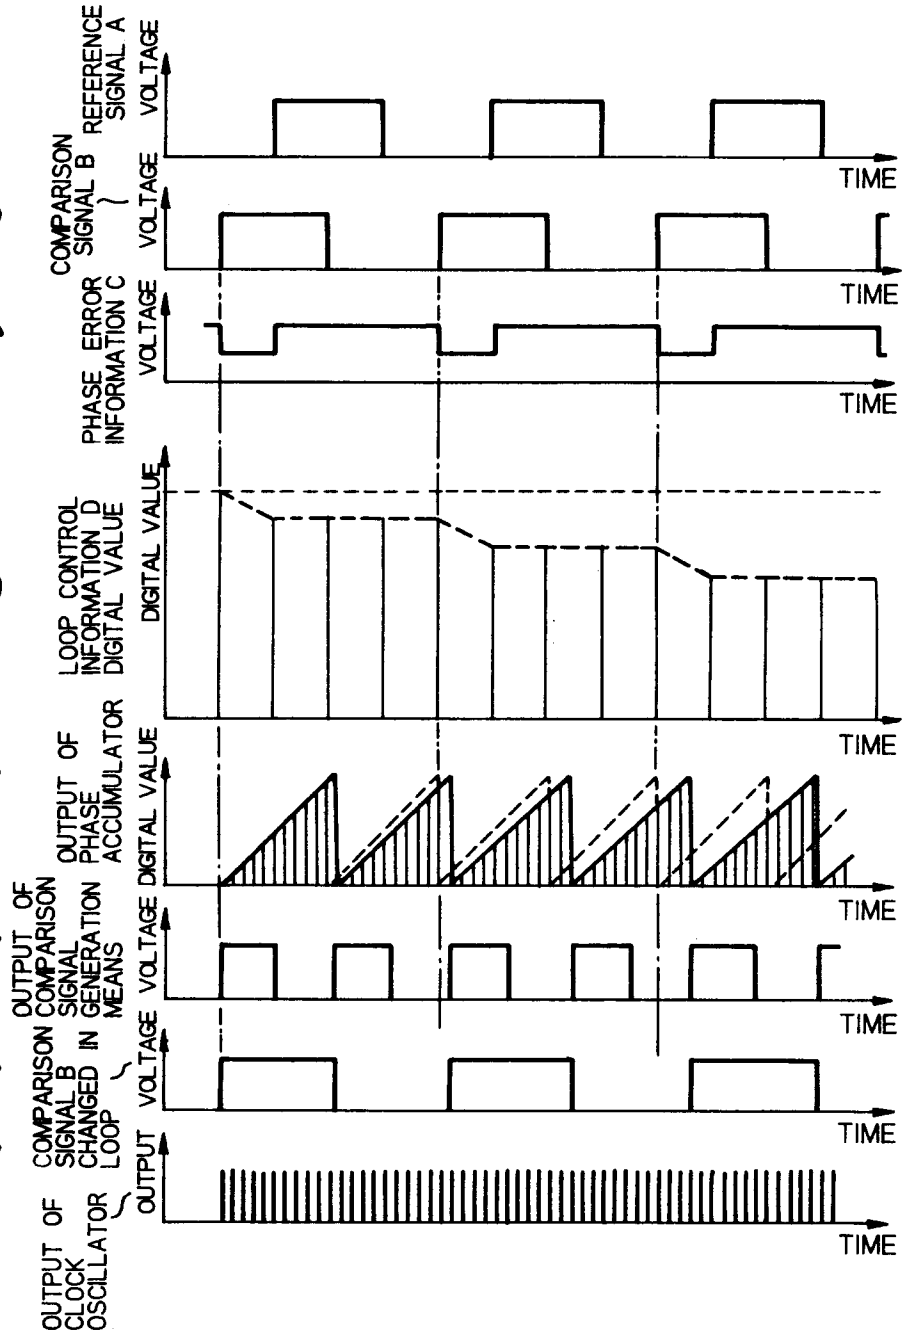 REFERENCE
SIGNAL A
VOLTAGE
TIME
COMPARISON
SIGNAL B
VOLTAGE
TIME
PHASE ERROR
INFORMATION C
VOLTAGE
TIME
LOOP CONTROL
INFORMATION D
DIGITAL VALUE
DIGITAL VALUE
TIME
OUTPUT OF
PHASE
ACCUMULATOR
DIGITAL VALUE
TIME
OUTPUT OF
COMPARISON
SIGNAL
GENERATION
MEANS
VOLTAGE
TIME
COMPARISON
SIGNAL B
CHANGED IN
LOOP
VOLTAGE
TIME
OUTPUT OF
CLOCK
OSCILLATOR
OUTPUT
TIME